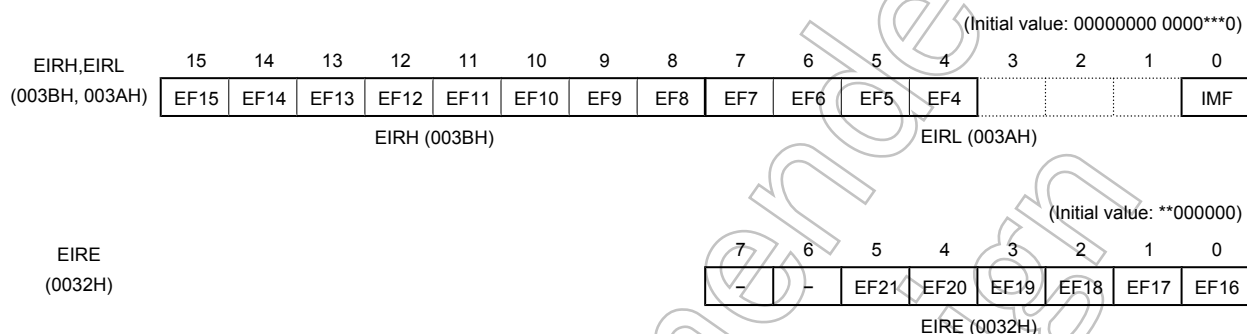 (Initial value: 00000000 0000***0)
EIRH,EIRL 15 14 13 12 11 10 9 8 7 6 5 4 3 2 1 0
(003BH, 003AH) EF15 EF14 EF13 EF12 EF11 EF10 EF9 EF8 EF7 EF6 EF5 EF4 IMF
EIRH (003BH) EIRL (003AH)
(Initial value: **000000)
EIRE 7 6 5 4 3 2 1 0
(0032H) – – EF21 EF20 EF19 EF18 EF17 EF16
EIRE (0032H)